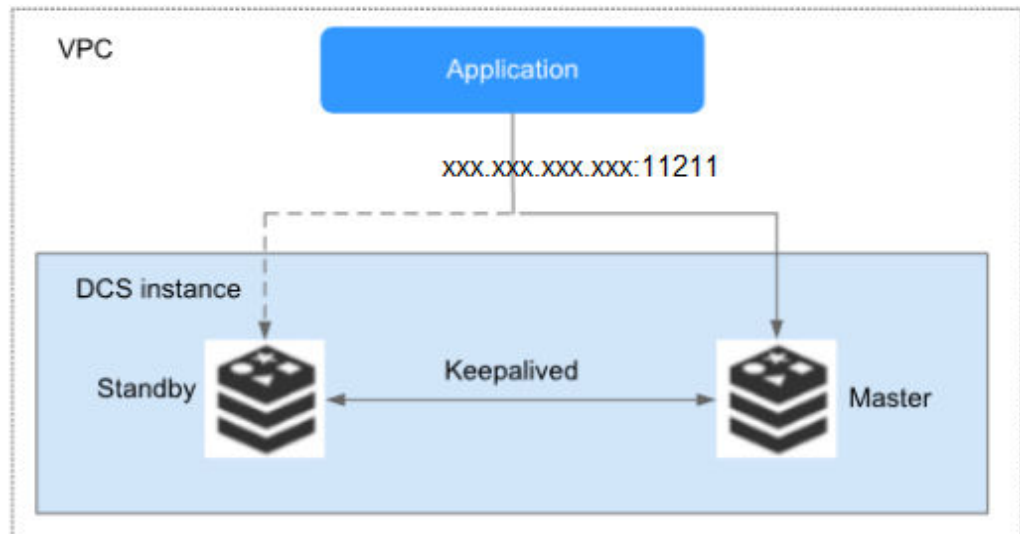 VPC
Application
xxx.xxx.xxx.xxx:11211
DCS instance
Keepalived
Standby
Master